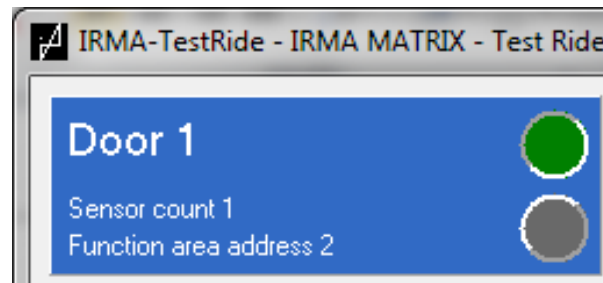 IRMA-TestRide - IRMA MATRIX - Test Ride
Door 1
Sensor count 1
Function area address 2